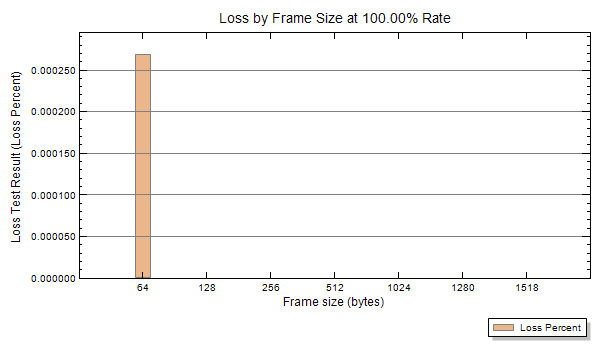 Loss by Frame Size at 100.00% Rate
Loss Test Result (Loss Percent)
0.000250
0.000200
0.000150
0.000100
0.000050
0.000000
64 128 256 512 1024 1280 1518
Frame size (bytes)
Loss Percent